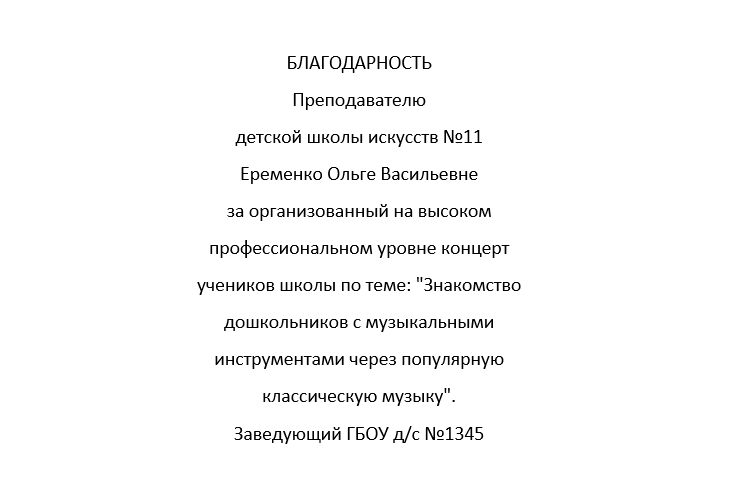 БЛАГОДАРНОСТЬ
Преподавателю
детской школы искусств №11
Еременко Ольге Васильевне
за организованный на высоком
профессиональном уровне концерт
учеников школы по теме: "Знакомство
дошкольников с музыкальными
инструментами через популярную
классическую музыку".
Заведующий ГБОУ д/с №1345